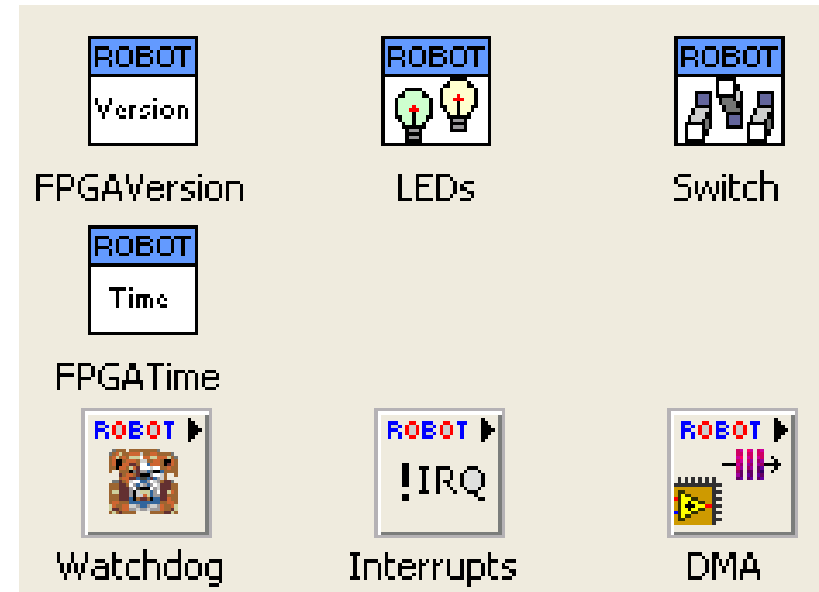 ROBOT ROBOT ROBOT
Version
FPGAVersion LEDs Switch
ROBOT
Time
FPGATime
ROBOT ROBOT ROBOT
!IRQ
Watchdog Interrupts DMA